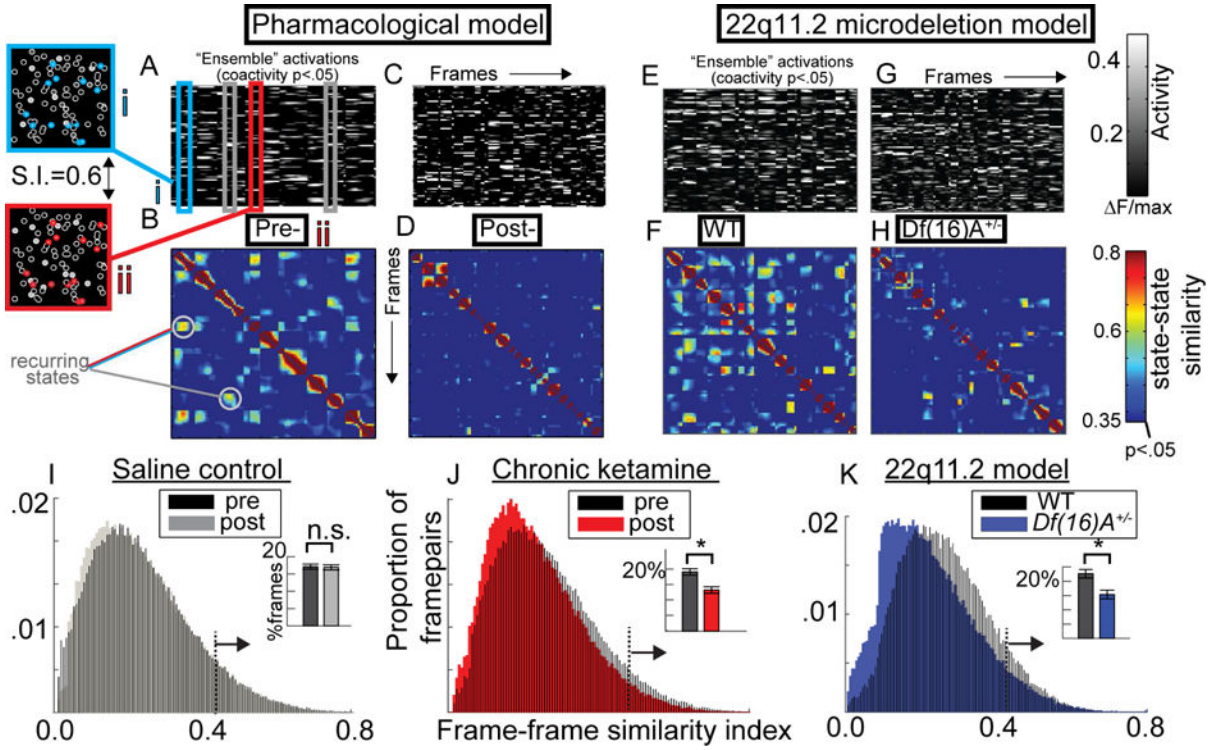 Pharmacological model
22q11.2 microdeletion model
A
"Ensemble" activations
(coactivity p<.05)
C
Frames
E
"Ensemble" activations
(coactivity p<.05)
G
Frames
0.4
0.2
Activity
ΔF/max
i
S.I.=0.6
i
ii
B
Pre-
ii
D
Post-
F
WT
H
Df(16)A+/-
Frames
recurring
states
0.8
0.6
0.35
state-state
similarity
p<.05
I
Saline control
pre
post
.02
.01
20
%frames
n.s.
0.0
0.4
0.8
J
Chronic ketamine
pre
post
Proportion of
framepairs
20%
*
Frame-frame similarity index
K
22q11.2 model
WT
Df(16)A+/-
.02
.01
20%
*
0.0
0.4
0.8